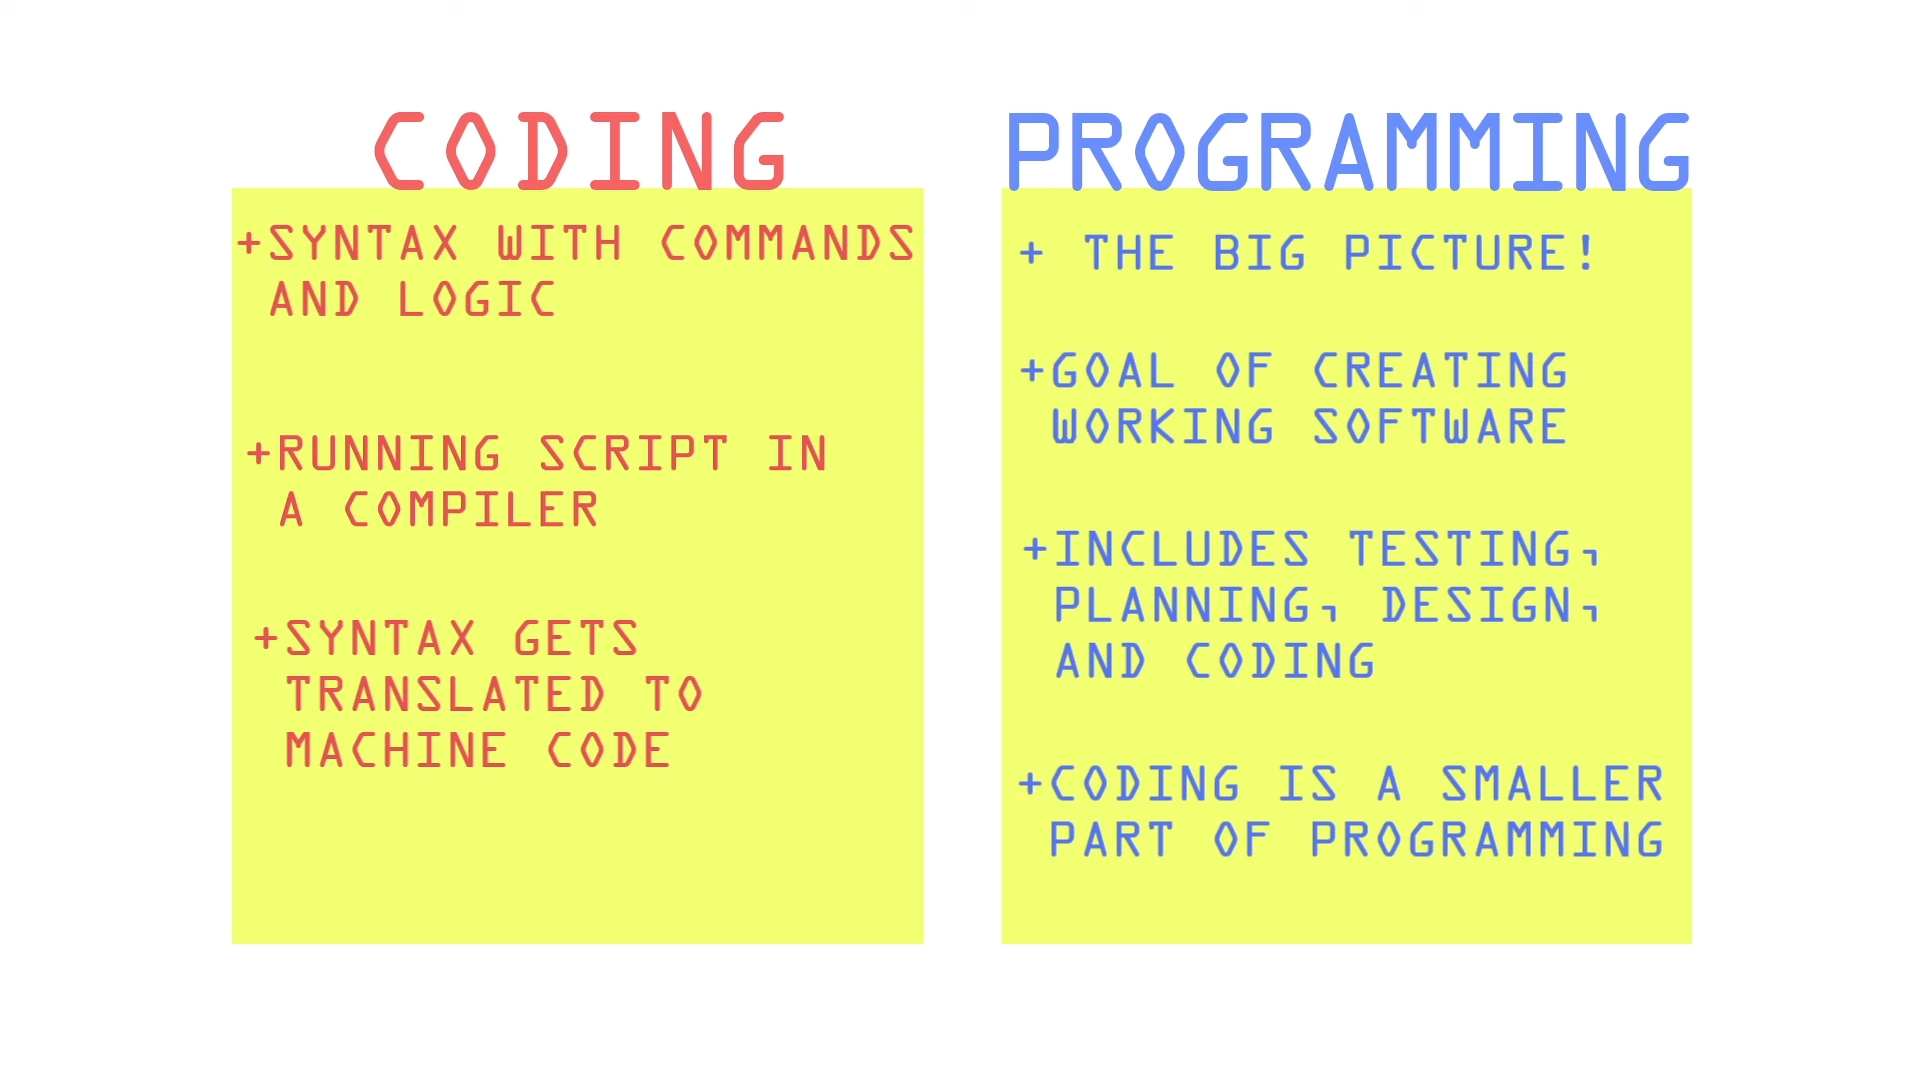 CODING
+SYNTAX WITH COMMANDS
AND LOGIC
+RUNNING SCRIPT IN
A COMPILER
+SYNTAX GETS
TRANSLATED TO
MACHINE CODE
PROGRAMMING
+ THE BIG PICTURE!
+GOAL OF CREATING
WORKING SOFTWARE
+INCLUDES TESTING,
PLANNING, DESIGN,
AND CODING
+CODING IS A SMALLER
PART OF PROGRAMMING